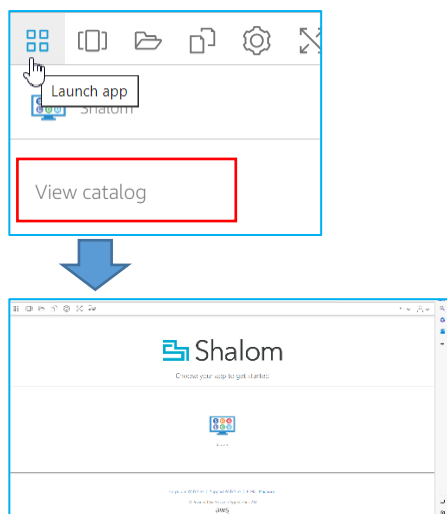 Launch app
Shalom
View catalog
Shalom
Choose your app to get started
aws